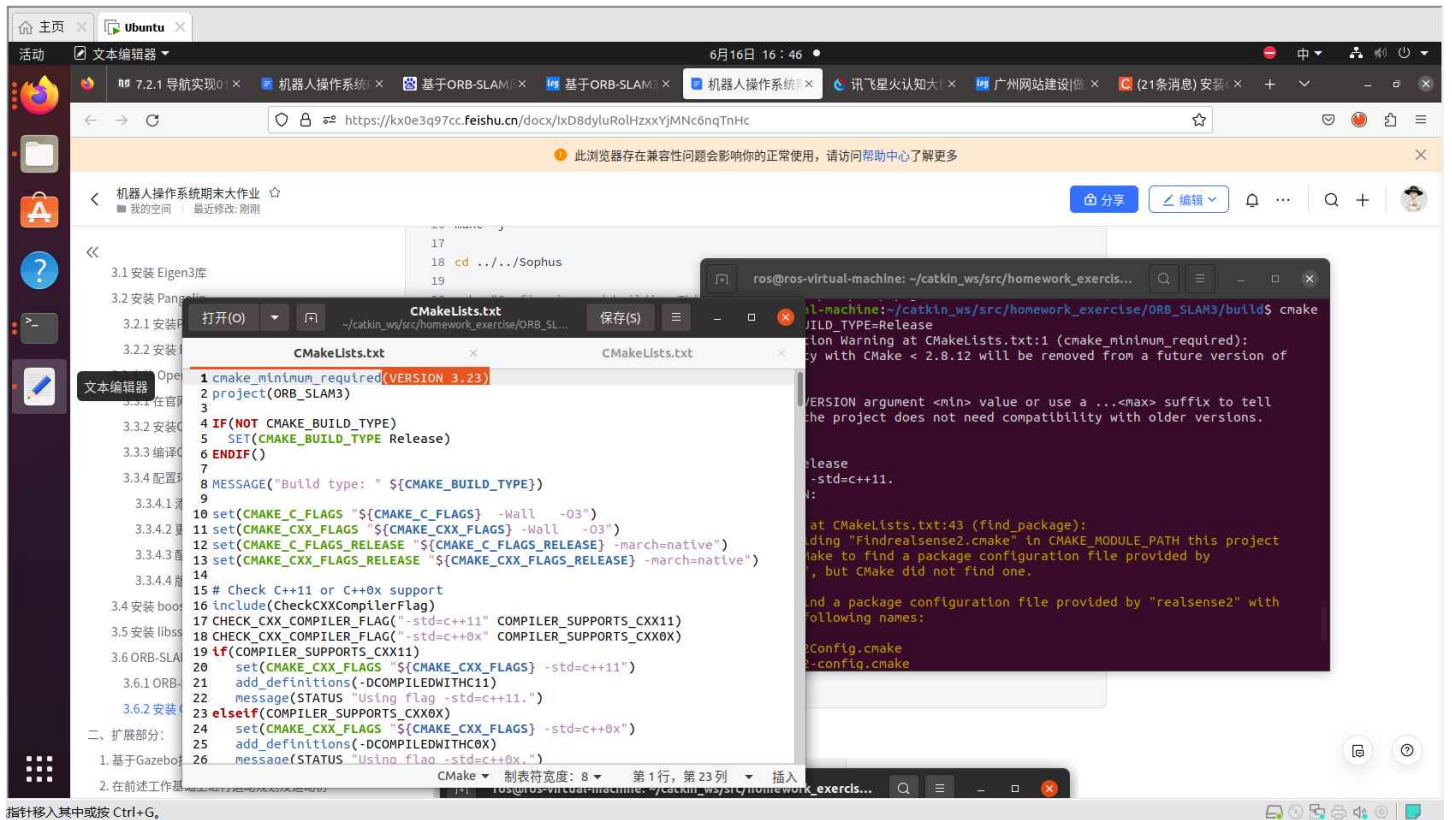 主页
Ubuntu
活动
文本编辑器
6月16日 16：46
中
7.2.1 导航实现01
机器人操作系统
基于ORB-SLAM
基于ORB-SLAM3
机器人操作系统
讯飞星火认知大
广州网站建设|做
(21条消息) 安装
https://kx0e3q97cc.feishu.cn/docx/IxD8dyluRolHzxxYjMNc6nqTnHc
此浏览器存在兼容性问题会影响你的正常使用，请访问帮助中心了解更多
机器人操作系统期末大作业
我的空间 最近修改: 刚刚
分享
编辑
17
18 cd ../../Sophus
19
3.1 安装 Eigen3库
3.2 安装 Pangolin
3.2.1 安装
3.2.2 安装
3.3.1 在官
3.3.2 安装
3.3.3 编译
3.3.4 配置
3.3.4.1
3.3.4.2
3.3.4.3
3.3.4.4
3.4 安装 boos
3.5 安装 libss
3.6 ORB-SLA
3.6.1 ORB-
3.6.2 安装
二、扩展部分：
1. 基于Gazebo
2. 在前述工作基
文本编辑器
打开(O)
CMakeLists.txt
~/catkin_ws/src/homework_exercise/ORB_SL...
保存(S)
CMakeLists.txt
CMakeLists.txt
1 cmake_minimum_required(VERSION 3.23)
2 project(ORB_SLAM3)
3
4 IF(NOT CMAKE_BUILD_TYPE)
5   SET(CMAKE_BUILD_TYPE Release)
6 ENDIF()
7
8 MESSAGE("Build type: " ${CMAKE_BUILD_TYPE})
9
10 set(CMAKE_C_FLAGS "${CMAKE_C_FLAGS}  -Wall   -O3")
11 set(CMAKE_CXX_FLAGS "${CMAKE_CXX_FLAGS} -Wall   -O3")
12 set(CMAKE_C_FLAGS_RELEASE "${CMAKE_C_FLAGS_RELEASE} -march=native")
13 set(CMAKE_CXX_FLAGS_RELEASE "${CMAKE_CXX_FLAGS_RELEASE} -march=native")
14
15 # Check C++11 or C++0x support
16 include(CheckCXXCompilerFlag)
17 CHECK_CXX_COMPILER_FLAG("-std=c++11" COMPILER_SUPPORTS_CXX11)
18 CHECK_CXX_COMPILER_FLAG("-std=c++0x" COMPILER_SUPPORTS_CXX0X)
19 if(COMPILER_SUPPORTS_CXX11)
20    set(CMAKE_CXX_FLAGS "${CMAKE_CXX_FLAGS} -std=c++11")
21    add_definitions(-DCOMPILEDWITHC11)
22    message(STATUS "Using flag -std=c++11.")
23 elseif(COMPILER_SUPPORTS_CXX0X)
24    set(CMAKE_CXX_FLAGS "${CMAKE_CXX_FLAGS} -std=c++0x")
25    add_definitions(-DCOMPILEDWITHC0X)
26    message(STATUS "Using flag -std=c++0x.")
CMake 制表符宽度：8 第 1 行，第 23 列 插入
ros@ros-virtual-machine: ~/catkin_ws/src/homework_exercis...
al-machine:~/catkin_ws/src/homework_exercise/ORB_SLAM3/build$ cmake
UILD_TYPE=Release
tion Warning at CMakeLists.txt:1 (cmake_minimum_required):
ty with CMake < 2.8.12 will be removed from a future version of
VERSION argument <min> value or use a ...<max> suffix to tell
the project does not need compatibility with older versions.
elease
-std=c++11.
N:
at CMakeLists.txt:43 (find_package):
iding "Findrealsense2.cmake" in CMAKE_MODULE_PATH this project
Make to find a package configuration file provided by
", but CMake did not find one.
ind a package configuration file provided by "realsense2" with
following names:
2Config.cmake
2-config.cmake
ros@ros-virtual-machine: ~/catkin_ws/src/homework_exercis...
指针移入其中或按 Ctrl+G。